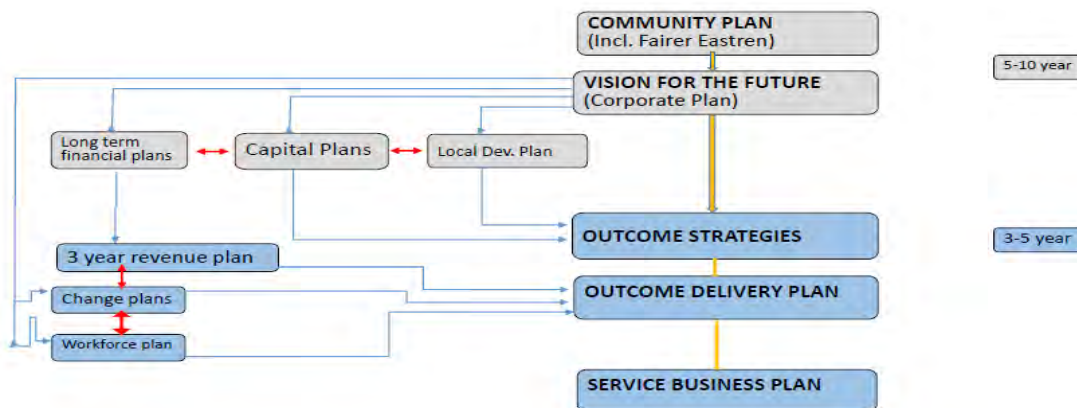 COMMUNITY PLAN
(Incl. Fairer Eastren)
5-10 year
VISION FOR THE FUTURE
(Corporate Plan)
Long term
financial plans
Capital Plans
Local Dev. Plan
OUTCOME STRATEGIES
3-5 year
3 year revenue plan
OUTCOME DELIVERY PLAN
Change plans
Workforce plan
SERVICE BUSINESS PLAN